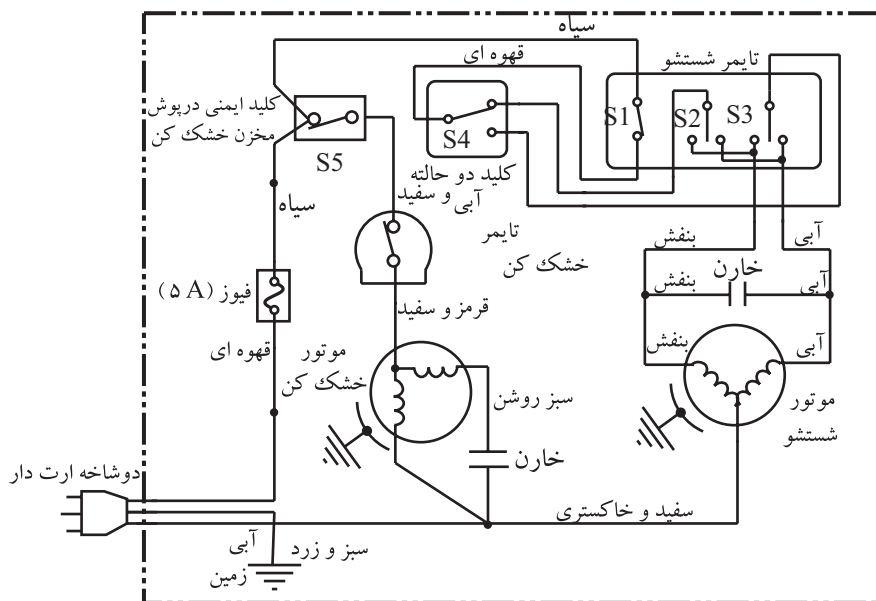 سیاه
قهوه ای
تایمر شستشو
کلید ایمنی درپوش
مخزن خشک کن
S5
S4
S1
S2
S3
کلید دو حالته
آبی و سفید
سیاه
تایمر
خشک کن
بنفش
آبی
خازن
بنفش
آبی
فیوز (۵ A)
قرمز و سفید
قهوه ای
موتور
خشک کن
بنفش
آبی
سبز روشن
موتور
شستشو
خازن
دوشاخه ارت دار
سفید و خاکستری
آبی
سبز و زرد
زمین